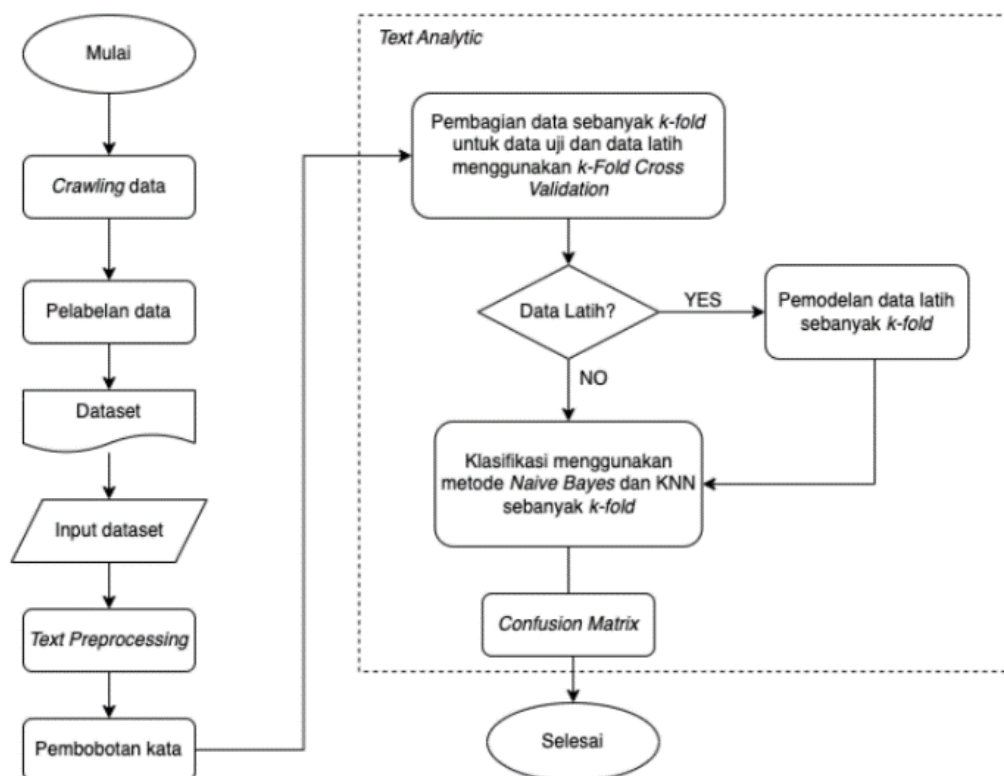 Mulai
Crawling data
Pelabelan data
Dataset
Input dataset
Text Preprocessing
Pembobotan kata
Text Analytic
Pembagian data sebanyak k-fold
untuk data uji dan data latih
menggunakan k-Fold Cross
Validation
Data Latih?
YES
Pemodelan data latih
sebanyak k-fold
NO
Klasifikasi menggunakan
metode Naive Bayes dan KNN
sebanyak k-fold
Confusion Matrix
Selesai